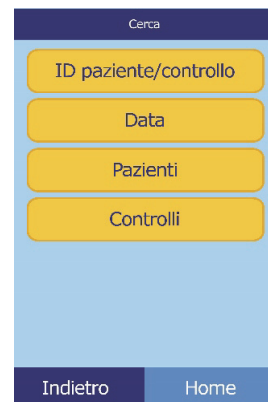 Cerca
ID paziente/controllo
Data
Pazienti
Controlli
Indietro Home